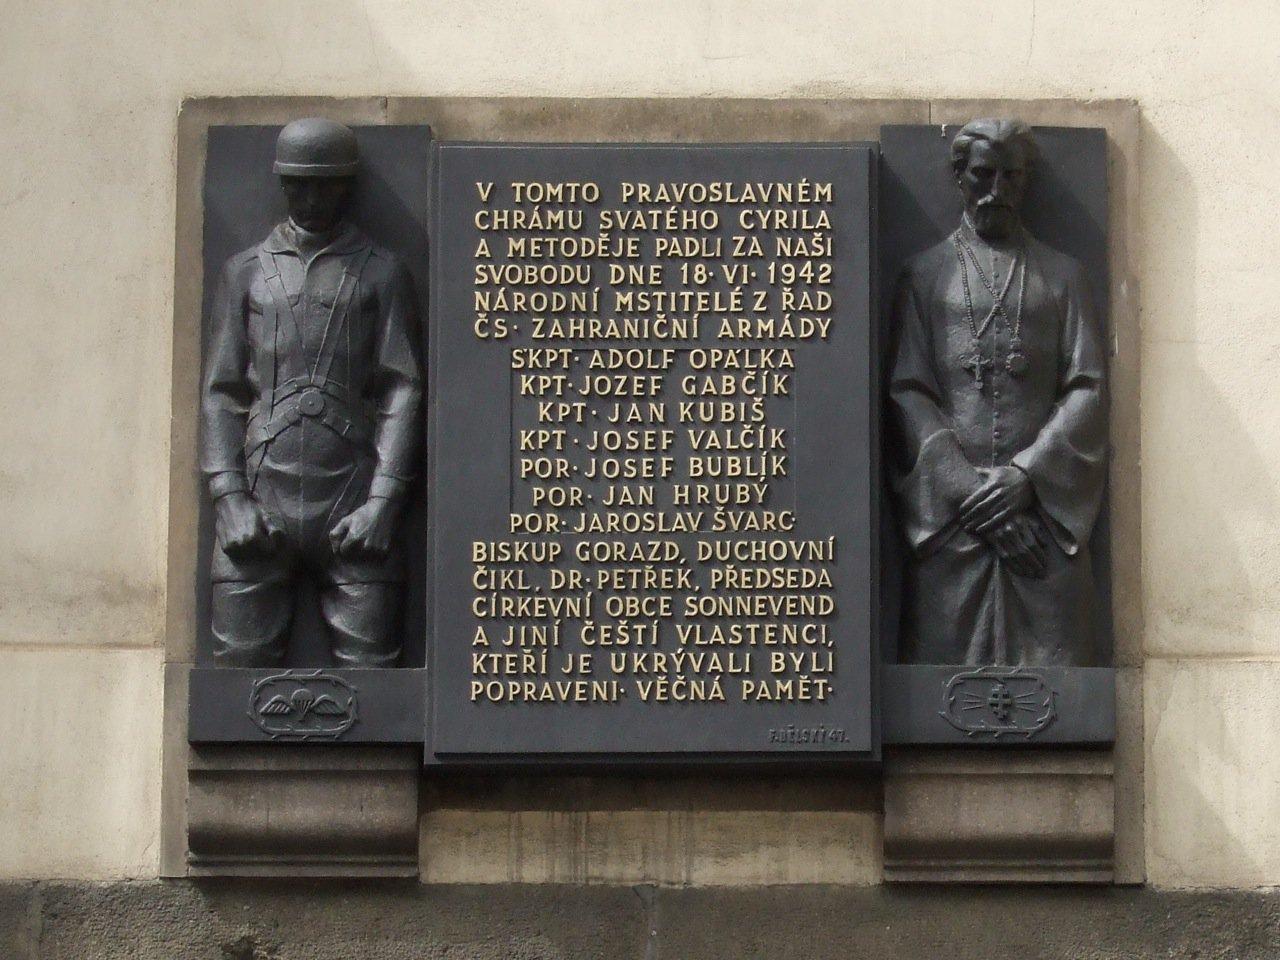 V TOMTO PRAVOSLAVNÉM
CHRÁMU SVATÉHO CYRILA
A METODĚJE PADLI ZA NAŠI
SVOBODU DNE 18·VI·1942
NÁRODNÍ MSTITELÉ Z ŘAD
ČS· ZAHRANIČNÍ ARMÁDY
SKPT· ADOLF OPÁLKA
KPT· JOZEF GABČÍK
KPT· JAN KUBIŠ
KPT· JOSEF VALČÍK
POR· JOSEF BUBLÍK
POR· JAN HRUBÝ
POR· JAROSLAV ŠVARC
BISKUP GORAZD, DUCHOVNÍ
ČIKL, DR· PETŘEK, PŘEDSEDA
CÍRKEVNÍ OBCE SONNEVEND
A JINÍ ČEŠTÍ VLASTENCI,
KTEŘÍ JE UKRÝVALI BYLI
POPRAVENI· VĚČNÁ PAMĚT·
F.BĚLSKÝ 47.